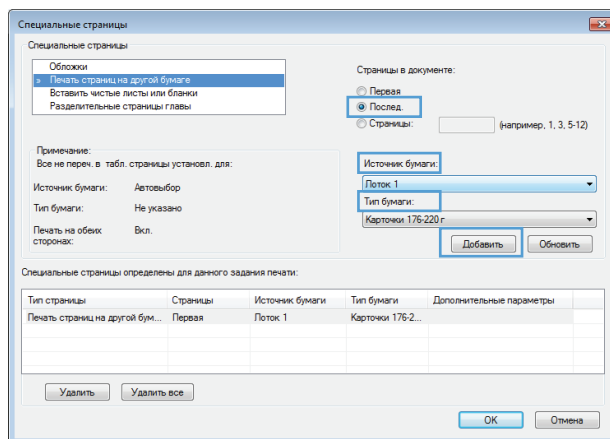 Специальные страницы
Специальные страницы
Обложки
» Печать страниц на другой бумаге
Вставить чистые листы или бланки
Разделительные страницы главы
Страницы в документе:
Первая
Послед.
Страницы:
(например, 1, 3, 5-12)
Примечание:
Все не переч. в табл. страницы установл. для:
Источник бумаги: Автовыбор
Тип бумаги: Не указано
Печать на обеих сторонах: Вкл.
Источник бумаги:
Лоток 1
Тип бумаги:
Карточки 176-220 г
Добавить Обновить
Специальные страницы определены для данного задания печати:
Тип страницы Страницы Источник бумаги Тип бумаги Дополнительные параметры
Печать страниц на другой бум... Первая Лоток 1 Карточки 176-2...
Удалить Удалить все
OK Отмена